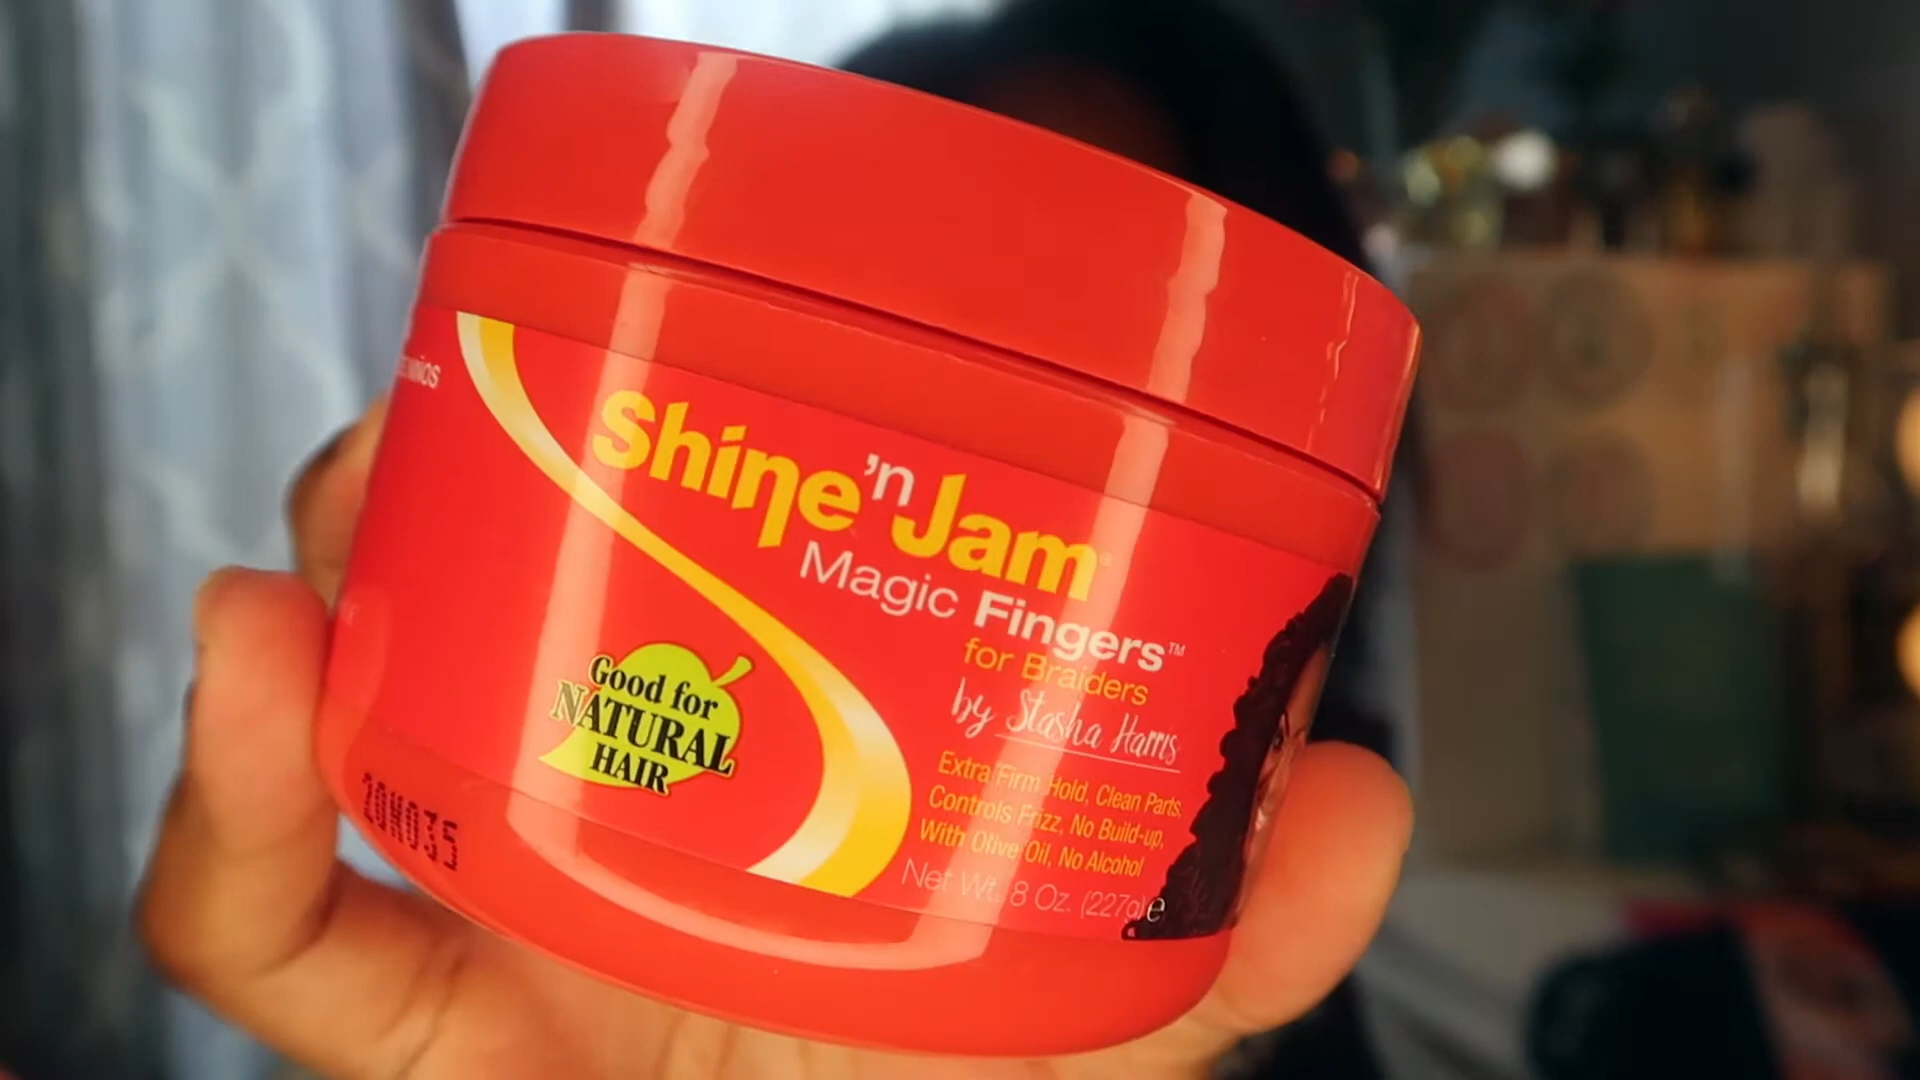 NIÑOS
Shine 'n Jam®
Magic Fingers™
for Braiders
by Stasha Harris
Good for
NATURAL
HAIR
Extra Firm Hold, Clean Parts,
Controls Frizz, No Build-up,
With Olive Oil, No Alcohol
Net Wt. 8 Oz. (227g) e